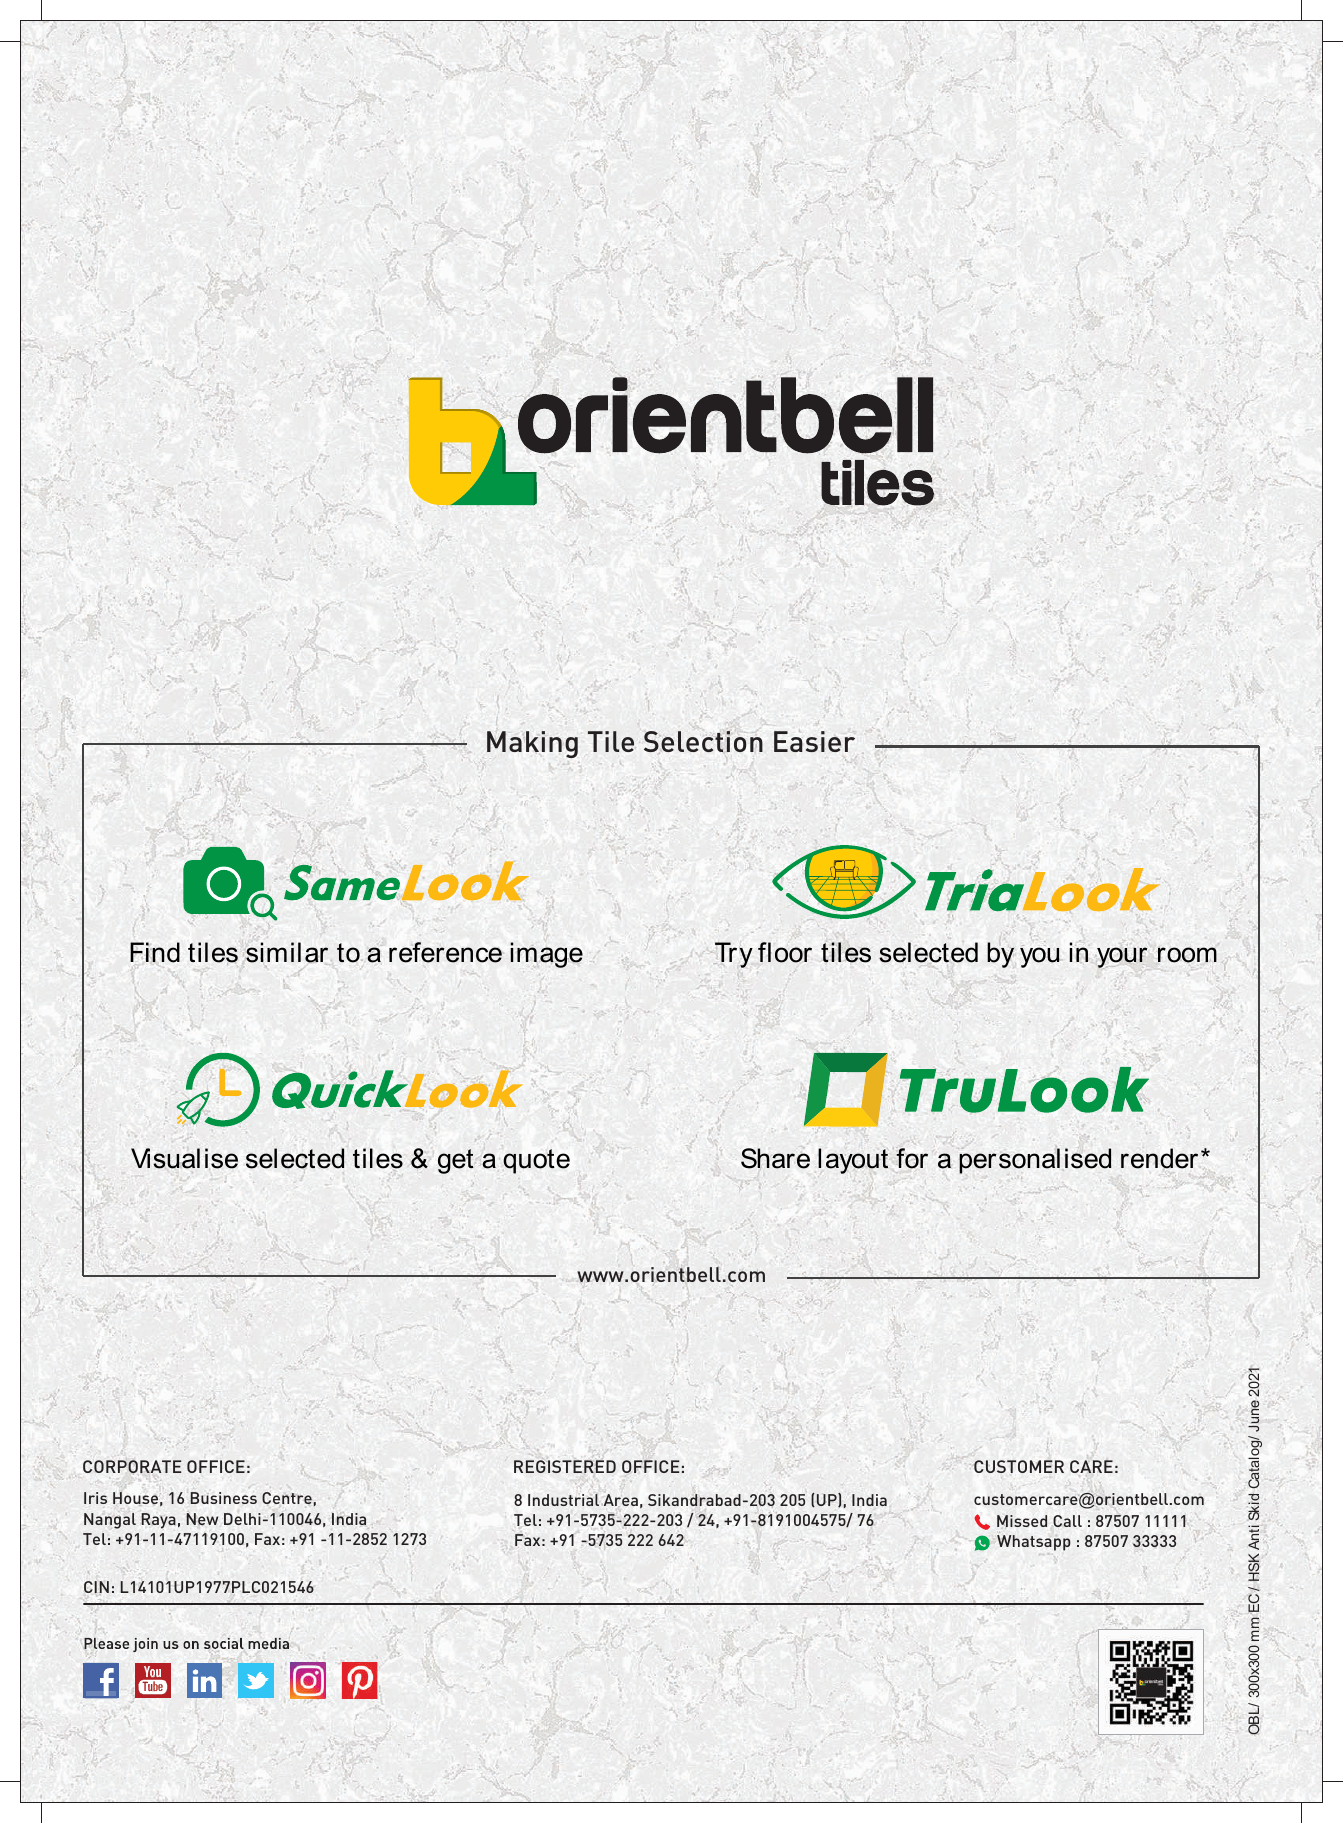 orientbell
tiles
Making Tile Selection Easier
SameLook
Find tiles similar to a reference image
TriaLook
Try floor tiles selected by you in your room
QuickLook
Visualise selected tiles & get a quote
TruLook
Share layout for a personalised render*
www.orientbell.com
CORPORATE OFFICE:
Iris House, 16 Business Centre,
Nangal Raya, New Delhi-110046, India
Tel: +91-11-47119100, Fax: +91 -11-2852 1273
CIN: L14101UP1977PLC021546
REGISTERED OFFICE:
8 Industrial Area, Sikandrabad-203 205 (UP), India
Tel: +91-5735-222-203 / 24, +91-8191004575/ 76
Fax: +91 -5735 222 642
CUSTOMER CARE:
customercare@orientbell.com
Missed Call : 87507 11111
Whatsapp : 87507 33333
Please join us on social media
You
Tube
in
orientbell
OBL/ 300x300 mm EC / HSK Anti Skid Catalog/ June 2021